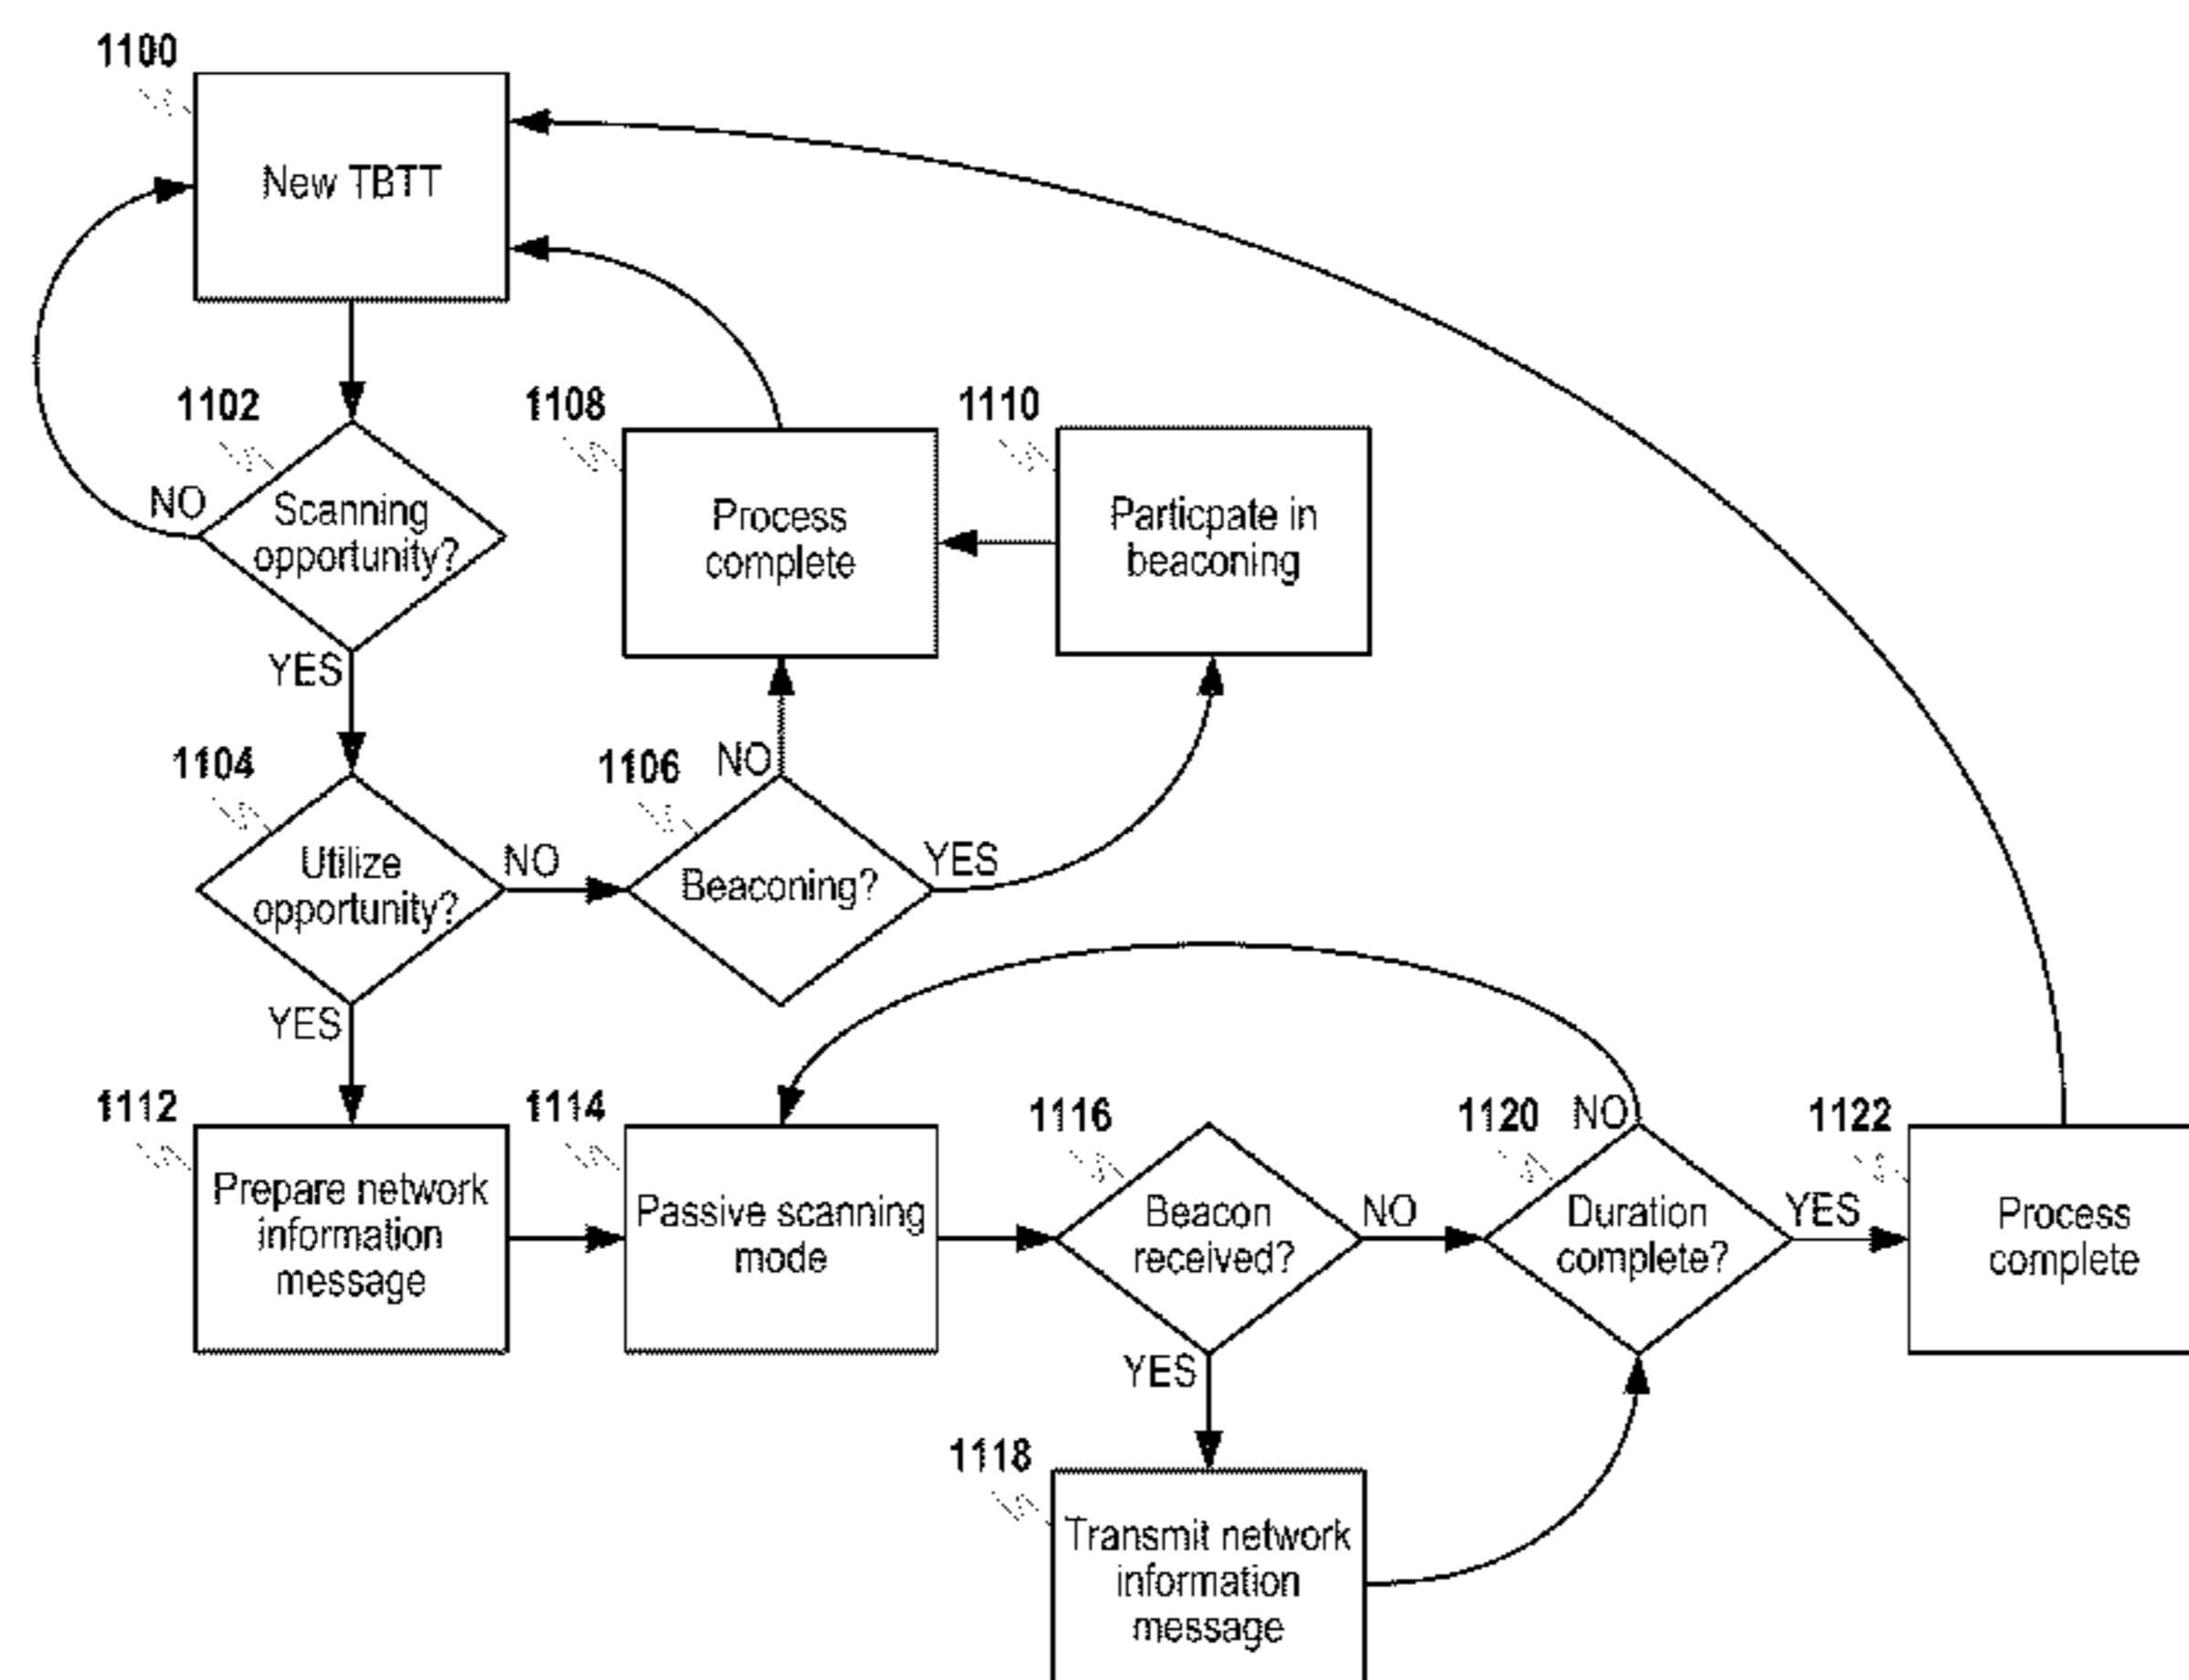 1100
New TBTT
1102
NO
Scanning
opportunity?
YES
1108
Process
complete
1110
Particpate in
beaconing
1104
Utilize
opportunity?
NO
YES
1106
NO
Beaconing?
YES
1112
Prepare network
information
message
1114
Passive scanning
mode
1116
Beacon
received?
NO
YES
1120
NO
Duration
complete?
YES
1122
Process
complete
1118
Transmit network
information
message